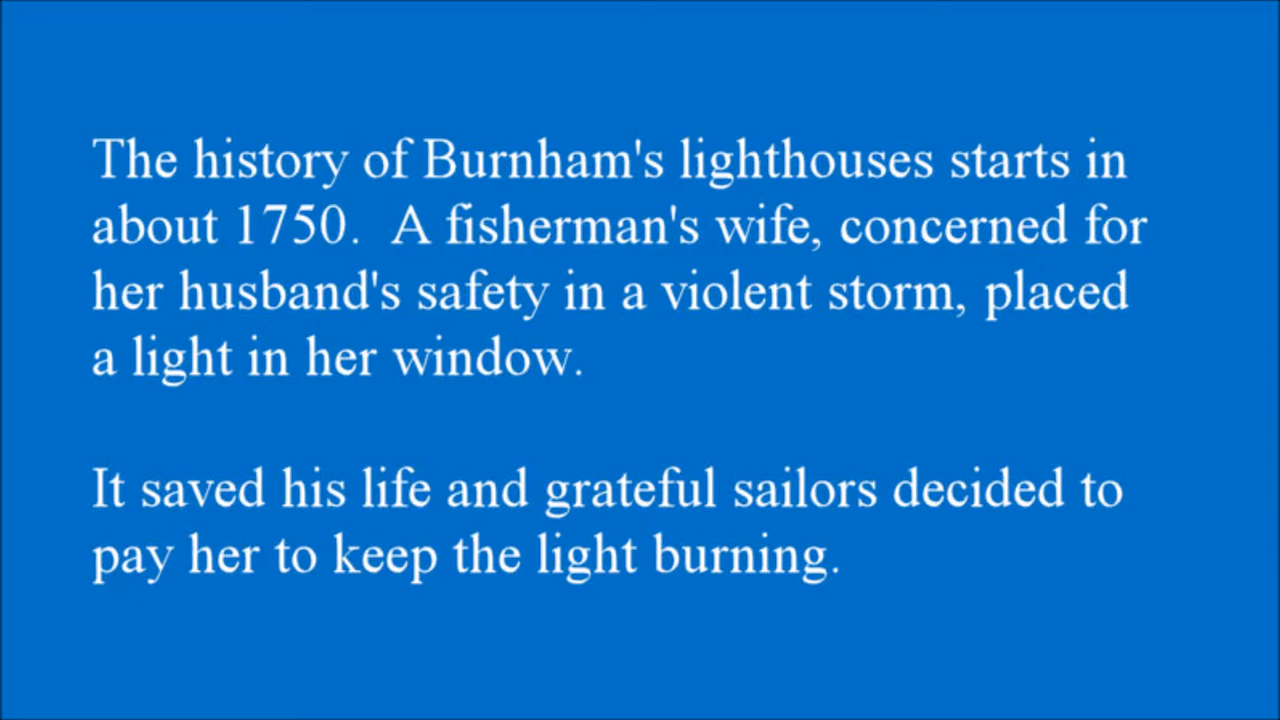 The history of Burnham's lighthouses starts in
about 1750.  A fisherman's wife, concerned for
her husband's safety in a violent storm, placed
a light in her window.
It saved his life and grateful sailors decided to
pay her to keep the light burning.